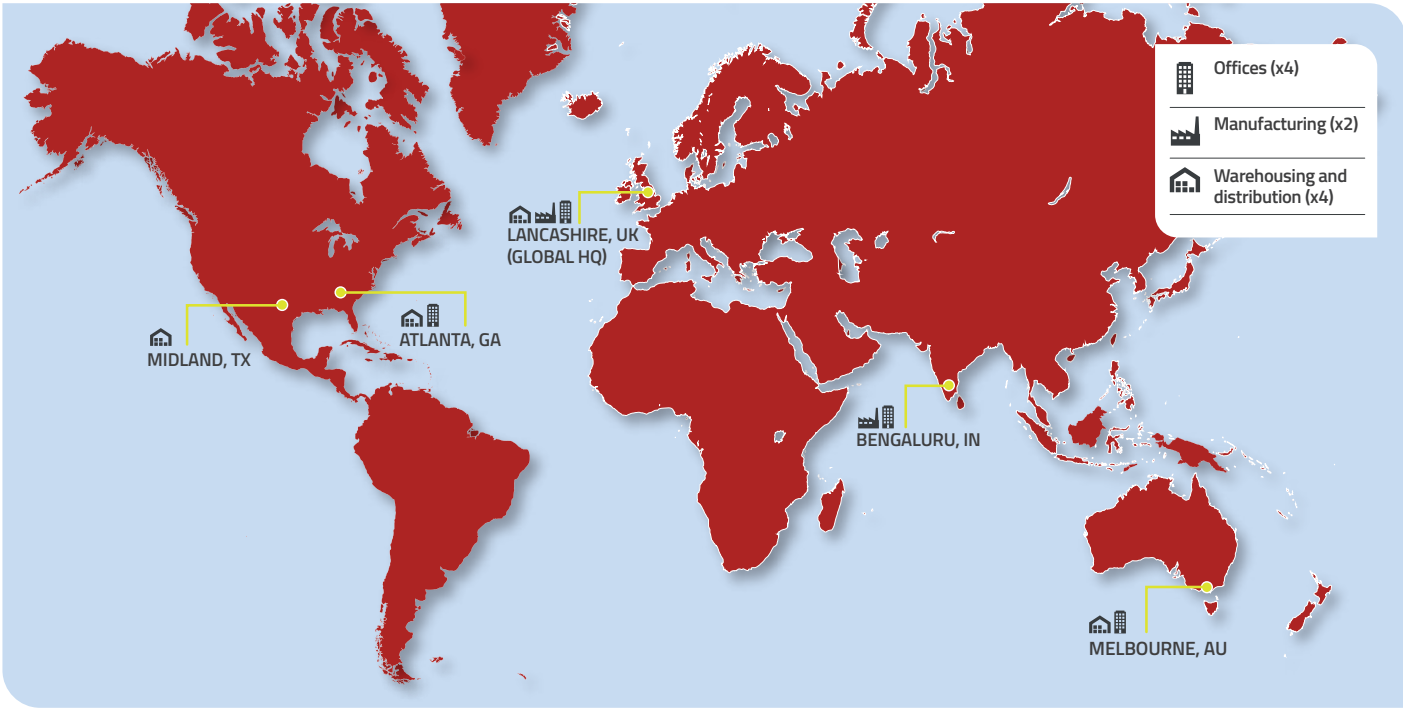 Offices (x4)
Manufacturing (x2)
Warehousing and
distribution (x4)
LANCASHIRE, UK
(GLOBAL HQ)
MIDLAND, TX
ATLANTA, GA
BENGALURU, IN
MELBOURNE, AU